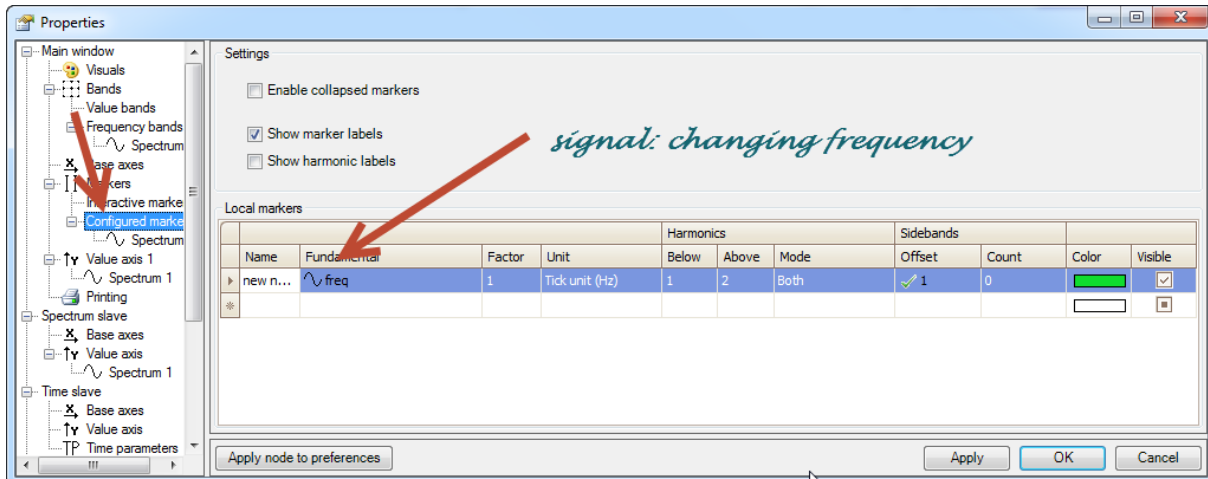 Properties
Main window
Visuals
Bands
Value bands
Frequency bands
Spectrum
Base axes
Markers
Interactive marke
Configured marke
Spectrum
Value axis 1
Spectrum 1
Printing
Spectrum slave
Base axes
Value axis
Spectrum 1
Time slave
Base axes
Value axis
TP Time parameters
Settings
Enable collapsed markers
Show marker labels
Show harmonic labels
signal: changing frequency
Local markers
Harmonics Sidebands
Name Fundamental Factor Unit Below Above Mode Offset Count Color Visible
new n... freq 1 Tick unit (Hz) 1 2 Both 1 0
Apply node to preferences Apply OK Cancel